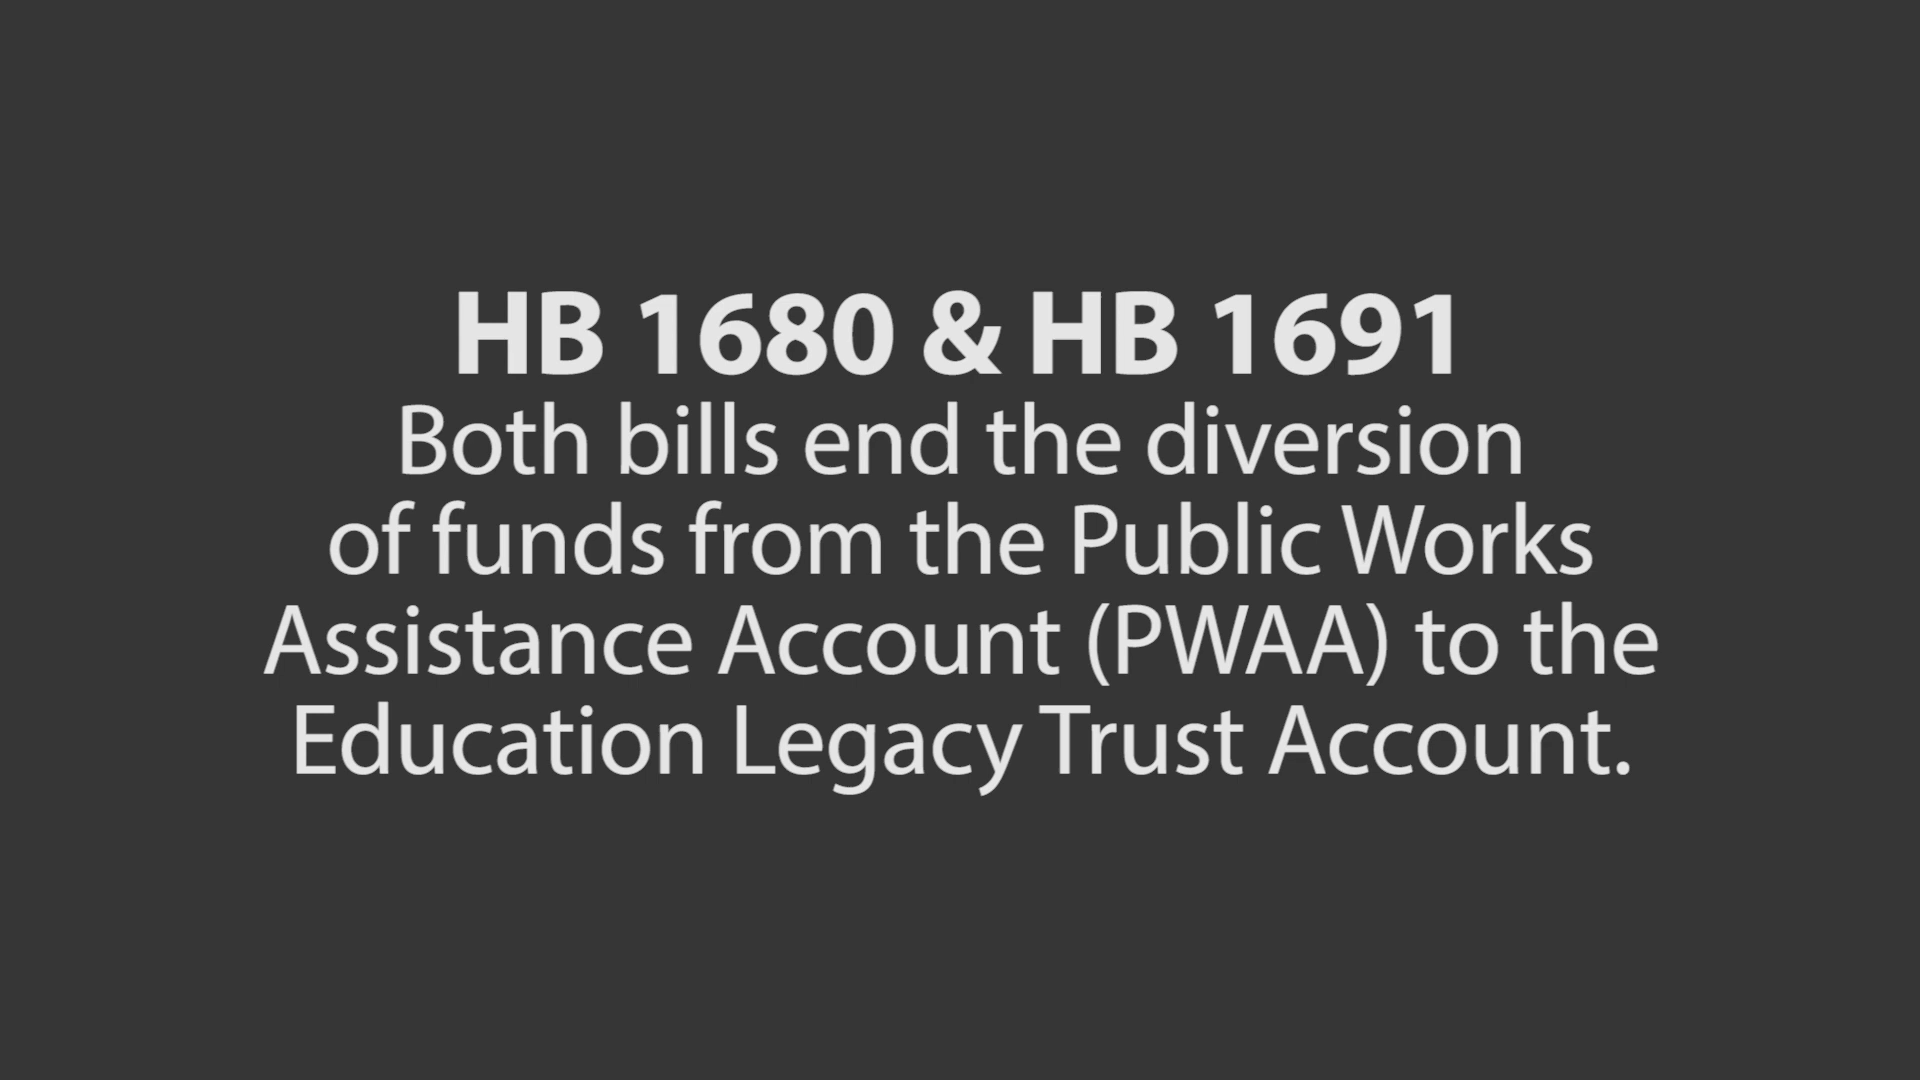 HB 1680 & HB 1691
Both bills end the diversion
of funds from the Public Works
Assistance Account (PWAA) to the
Education Legacy Trust Account.